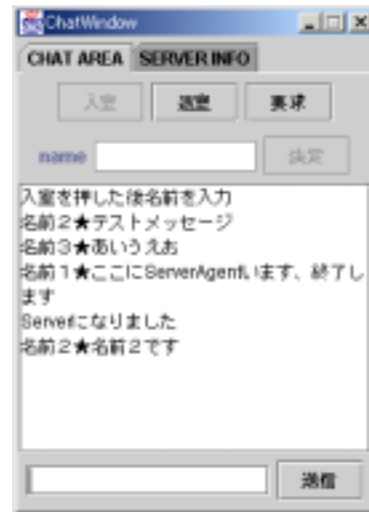 ChatWindow
CHAT AREA SERVER INFO
入室 退室 要求
name 決定
入室を押した後名前を入力
名前2★テストメッセージ
名前3★あいうえお
名前1★ここにServerAgentがいます、終了し
ます
Serverになりました
名前2★名前2です
送信